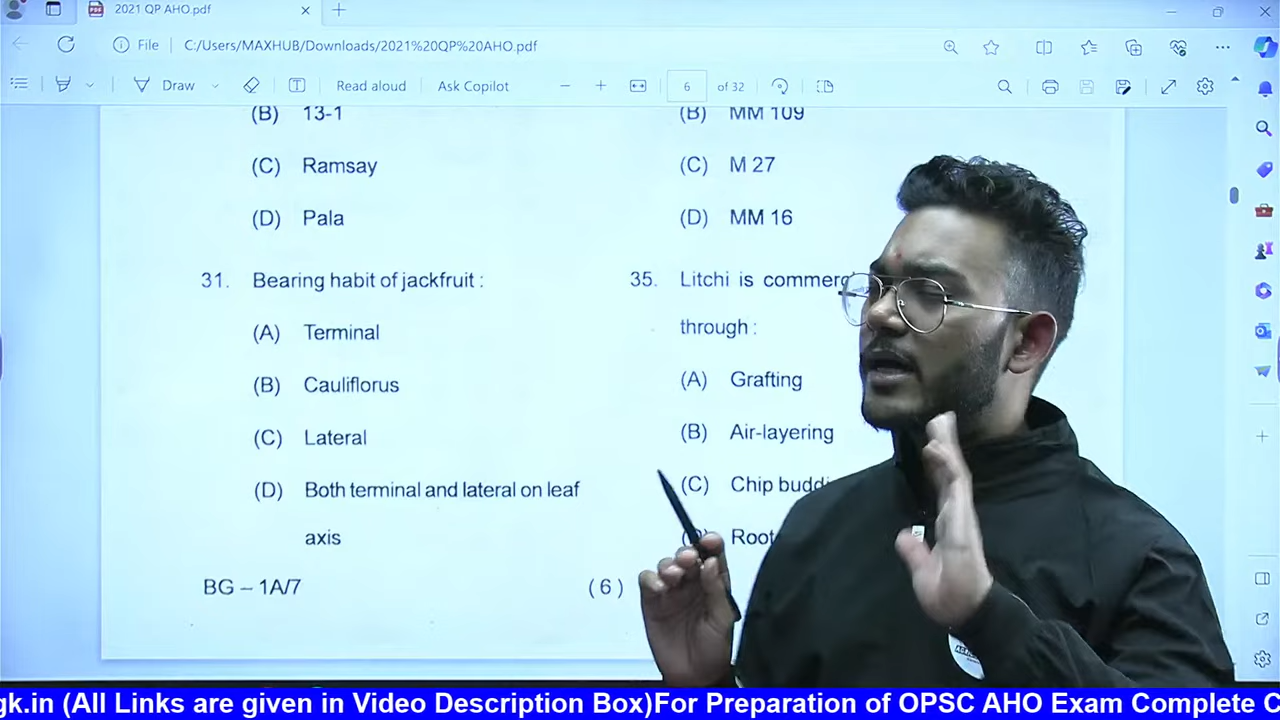 2021 QP AHO.pdf
File
C:/Users/MAXHUB/Downloads/2021%20QP%20AHO.pdf
Draw
Read aloud
Ask Copilot
6 of 32
(B) 13-1
(C) Ramsay
(D) Pala
31. Bearing habit of jackfruit :
(A) Terminal
(B) Cauliflorus
(C) Lateral
(D) Both terminal and lateral on leaf
axis
BG – 1A/7
(B) MM 109
(C) M 27
(D) MM 16
35. Litchi is
through :
(A) Grafting
(B) Air-layering
(C) Chip
Root
( 6 )
gk.in (All Links are given in Video Description Box)For Preparation of OPSC AHO Exam Complete C